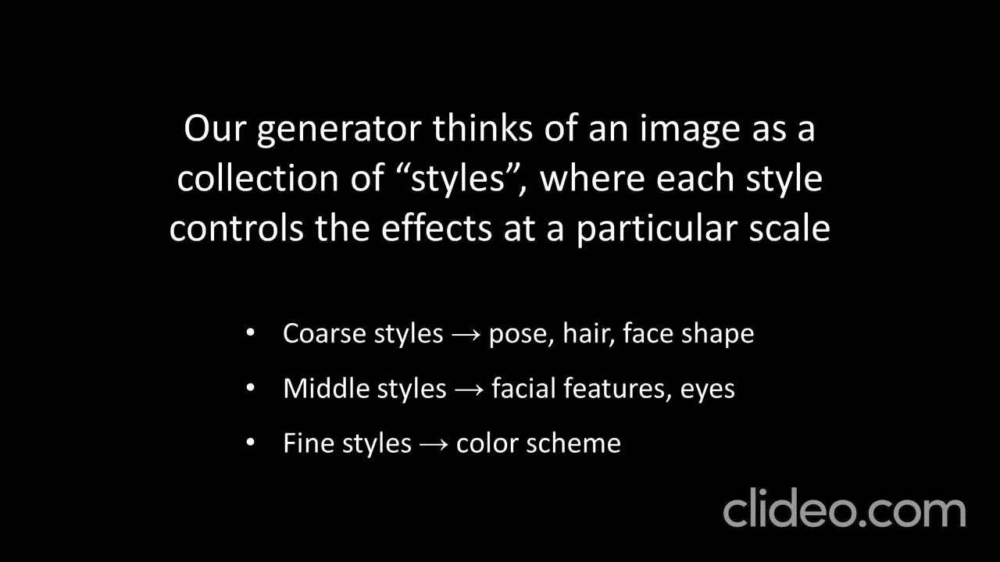 Our generator thinks of an image as a
collection of “styles”, where each style
controls the effects at a particular scale
• Coarse styles → pose, hair, face shape
• Middle styles → facial features, eyes
• Fine styles → color scheme
clideo.com